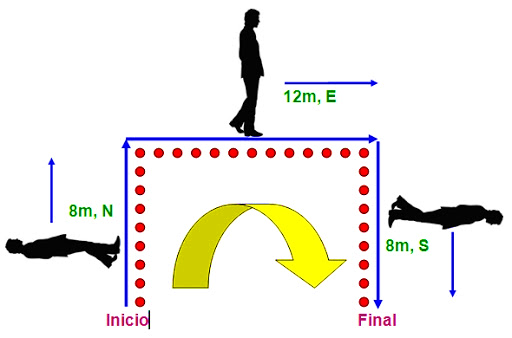 12m, E
8m, N
8m, S
Inicio
Final